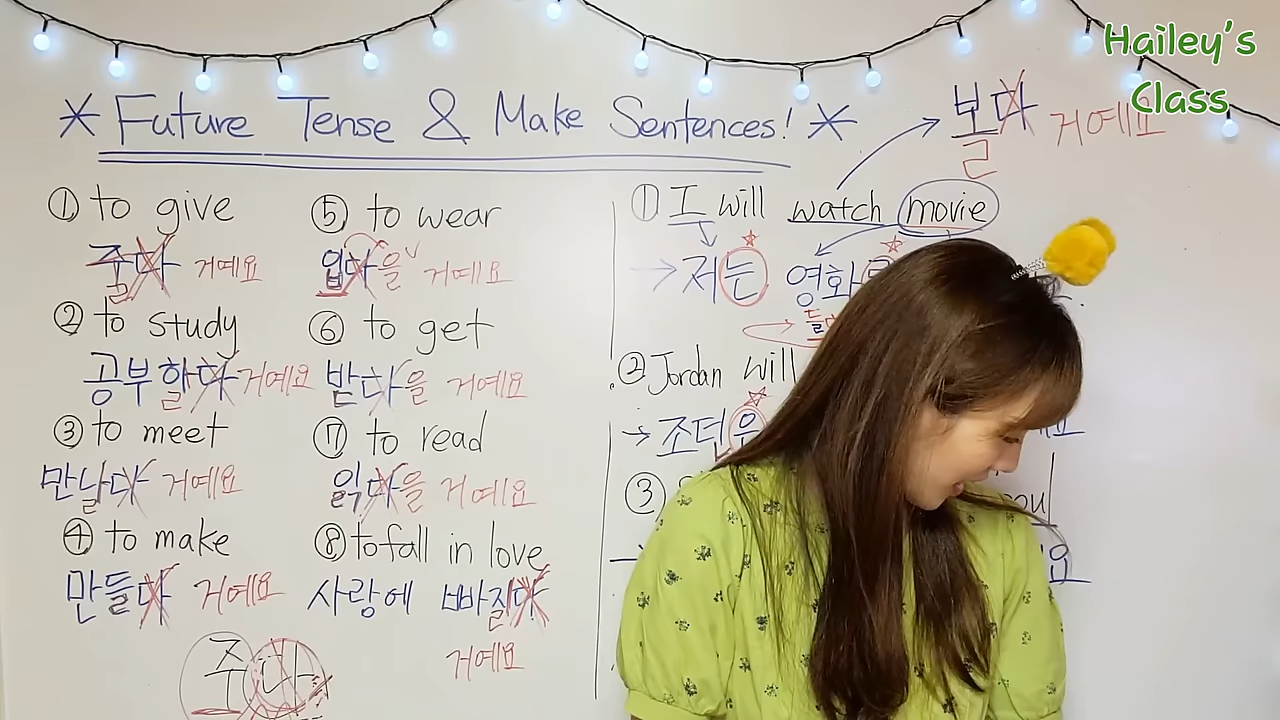 Hailey's
Class
* Future Tense & Make Sentences! *
보다 거예요
ㄹ
① to give
줄다 거예요
② to study
공부할다 거예요
③ to meet
만날다 거예요
④ to make
만들다 거예요
주다
⑤ to wear
입다을 거예요
⑥ to get
받다을 거예요
⑦ to read
읽다을 거예요
⑧ to fall in love
사랑에 빠질다
거예요
① I will watch movie
→ 저는 영화
② Jordan will
→ 조던은
③